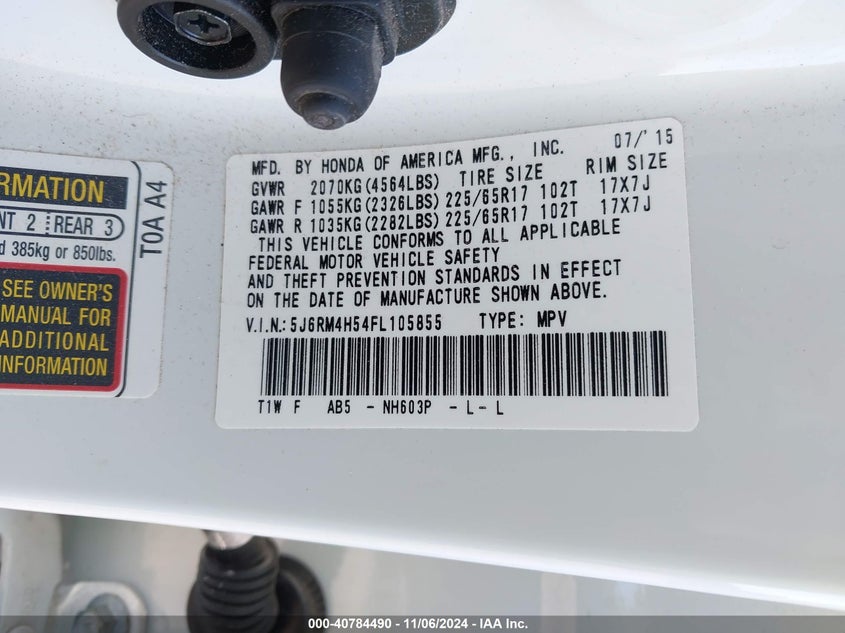 RMATION
NT 2 REAR 3
d 385kg or 850lbs.
SEE OWNER'S
MANUAL FOR
ADDITIONAL
INFORMATION
T0A A4
07/'15
MFD. BY HONDA OF AMERICA MFG., INC.
GVWR 2070KG(4564LBS) TIRE SIZE RIM SIZE
GAWR F 1055KG(2326LBS) 225/65R17 102T 17X7J
GAWR R 1035KG(2282LBS) 225/65R17 102T 17X7J
THIS VEHICLE CONFORMS TO ALL APPLICABLE
FEDERAL MOTOR VEHICLE SAFETY
AND THEFT PREVENTION STANDARDS IN EFFECT
ON THE DATE OF MANUFACTURE SHOWN ABOVE.
V.I.N.:5J6RM4H54FL105855 TYPE: MPV
T1W F AB5 - NH603P - L - L
000-40784490 - 11/06/2024 - IAA Inc.